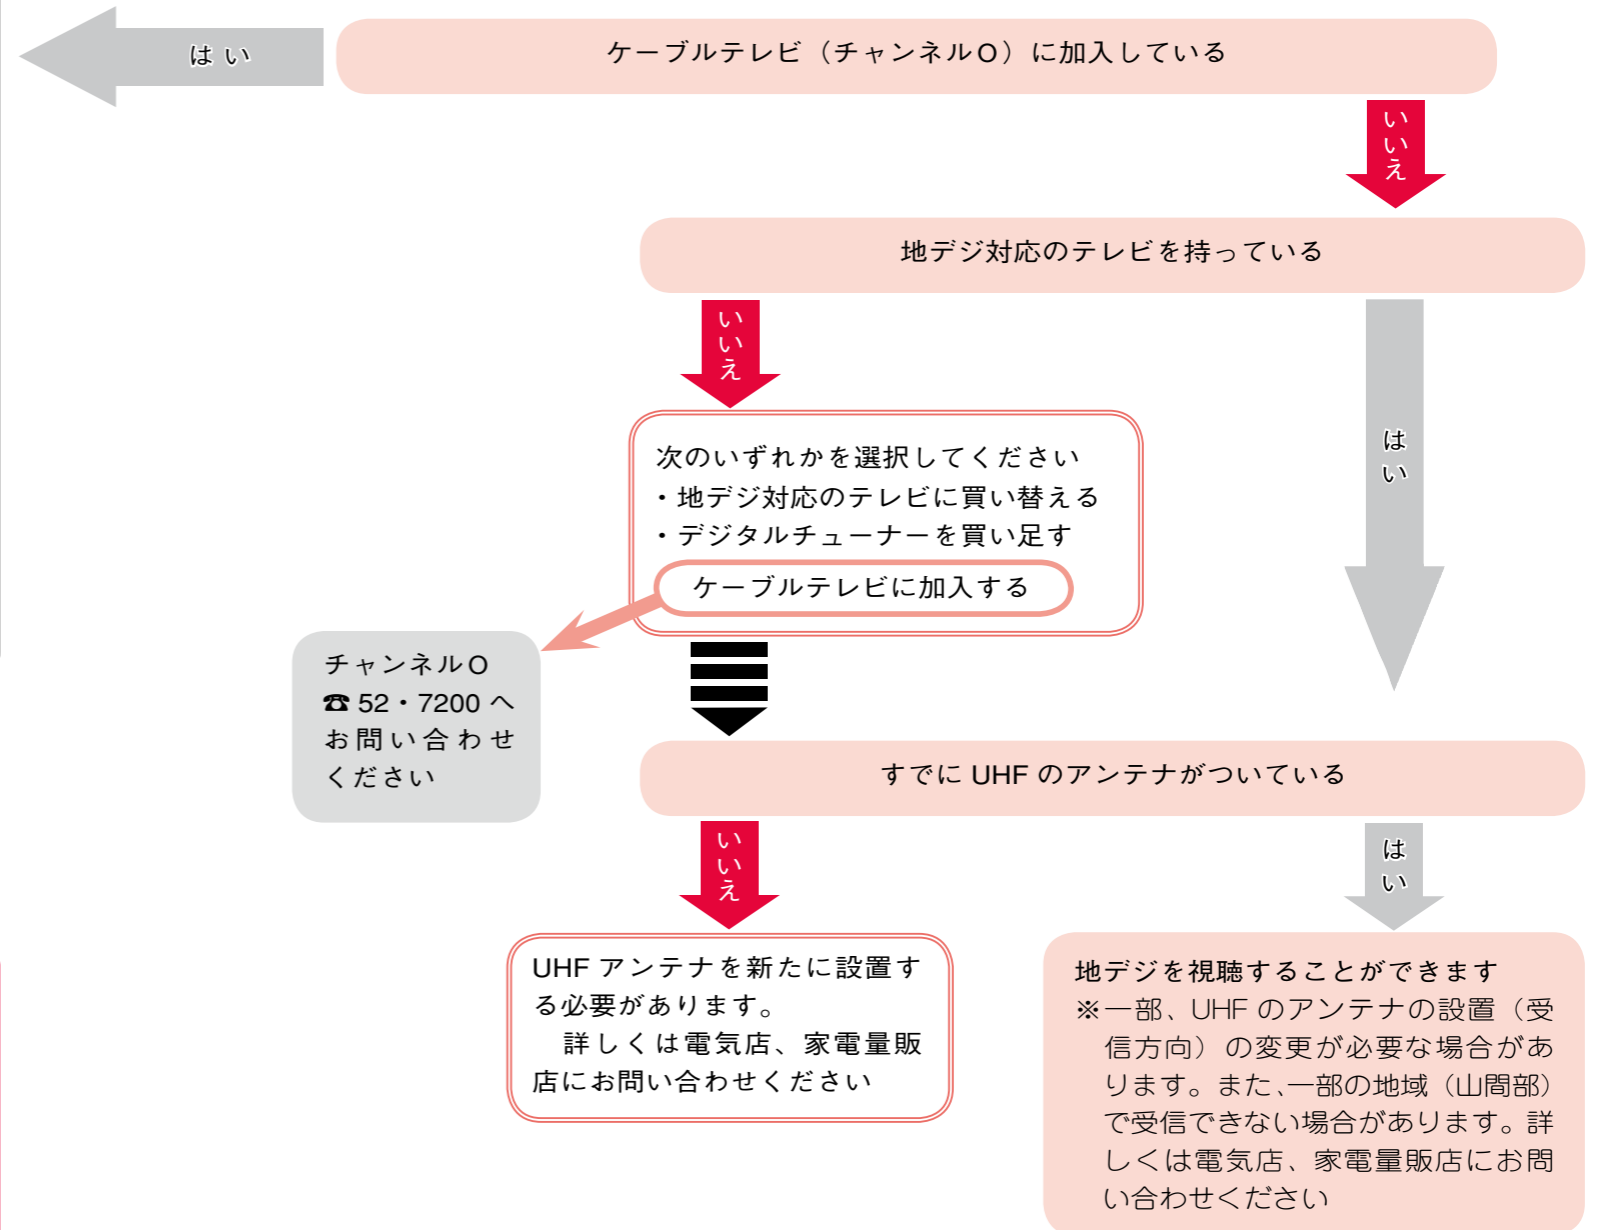 はい
ケーブルテレビ（チャンネルO）に加入している
いいえ
地デジ対応のテレビを持っている
いいえ
はい
次のいずれかを選択してください
・地デジ対応のテレビに買い替える
・デジタルチューナーを買い足す
ケーブルテレビに加入する
チャンネルO
☎52・7200へ
お問い合わせ
ください
すでにUHFのアンテナがついている
いいえ
はい
UHFアンテナを新たに設置す
る必要があります。
　詳しくは電気店、家電量販
店にお問い合わせください
地デジを視聴することができます
※一部、UHFのアンテナの設置（受
信方向）の変更が必要な場合があ
ります。また、一部の地域（山間部）
で受信できない場合があります。詳
しくは電気店、家電量販店にお問
い合わせください